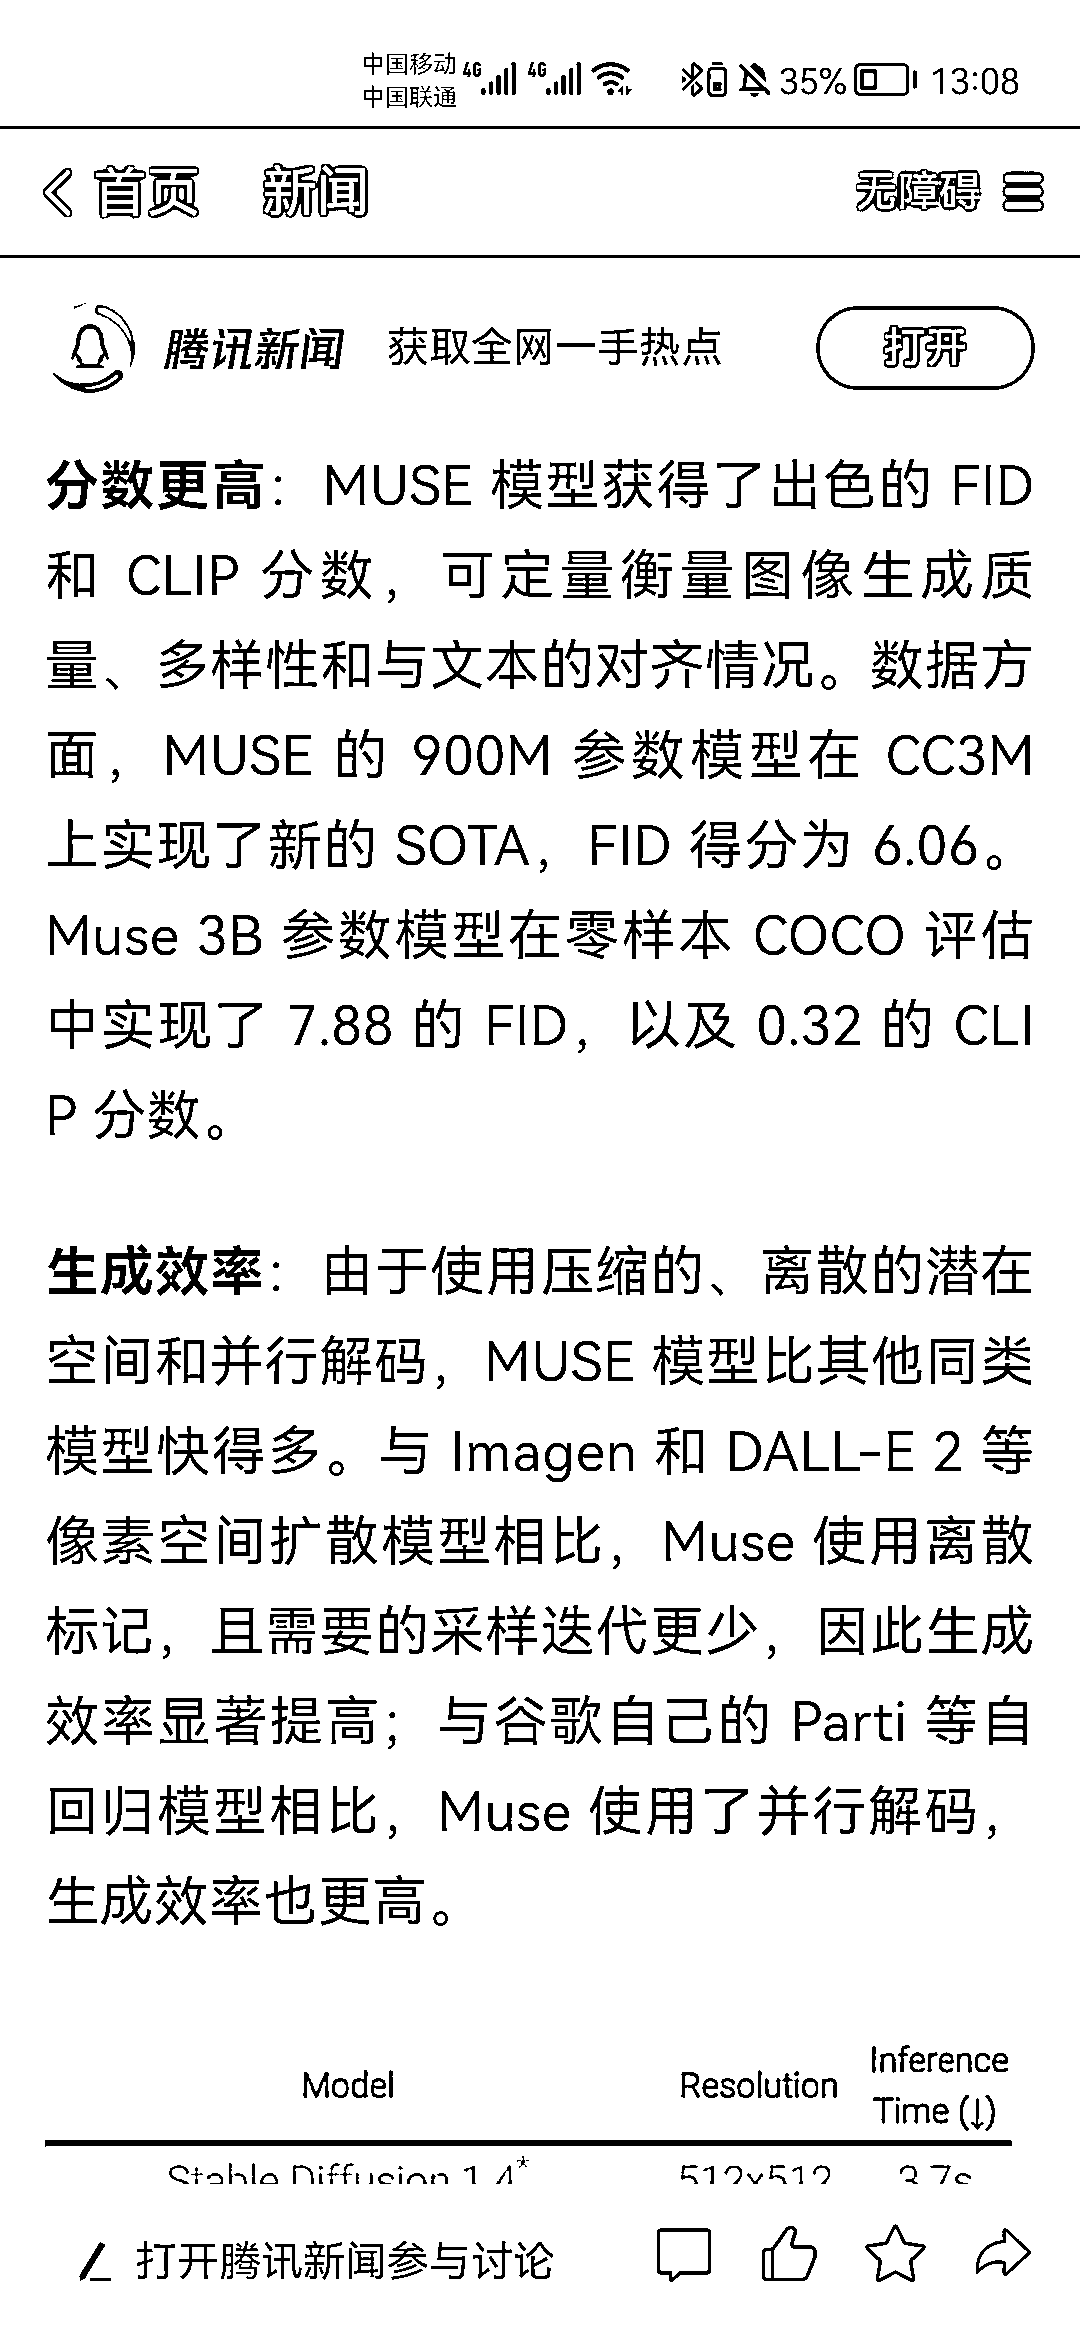 中国移动 4G 4G 35% 13:08
中国联通
首页 新闻 无障碍
腾讯新闻 获取全网一手热点 打开
分数更高：MUSE 模型获得了出色的 FID
和 CLIP 分数，可定量衡量图像生成质
量、多样性和与文本的对齐情况。数据方
面，MUSE 的 900M 参数模型在 CC3M
上实现了新的 SOTA，FID 得分为 6.06。
Muse 3B 参数模型在零样本 COCO 评估
中实现了 7.88 的 FID，以及 0.32 的 CLI
P 分数。
生成效率：由于使用压缩的、离散的潜在
空间和并行解码，MUSE 模型比其他同类
模型快得多。与 Imagen 和 DALL-E 2 等
像素空间扩散模型相比，Muse 使用离散
标记，且需要的采样迭代更少，因此生成
效率显著提高；与谷歌自己的 Parti 等自
回归模型相比，Muse 使用了并行解码，
生成效率也更高。
Model Resolution Inference Time (↓)
Stable Diffusion 1.4* 512x512 3.7s
打开腾讯新闻参与讨论